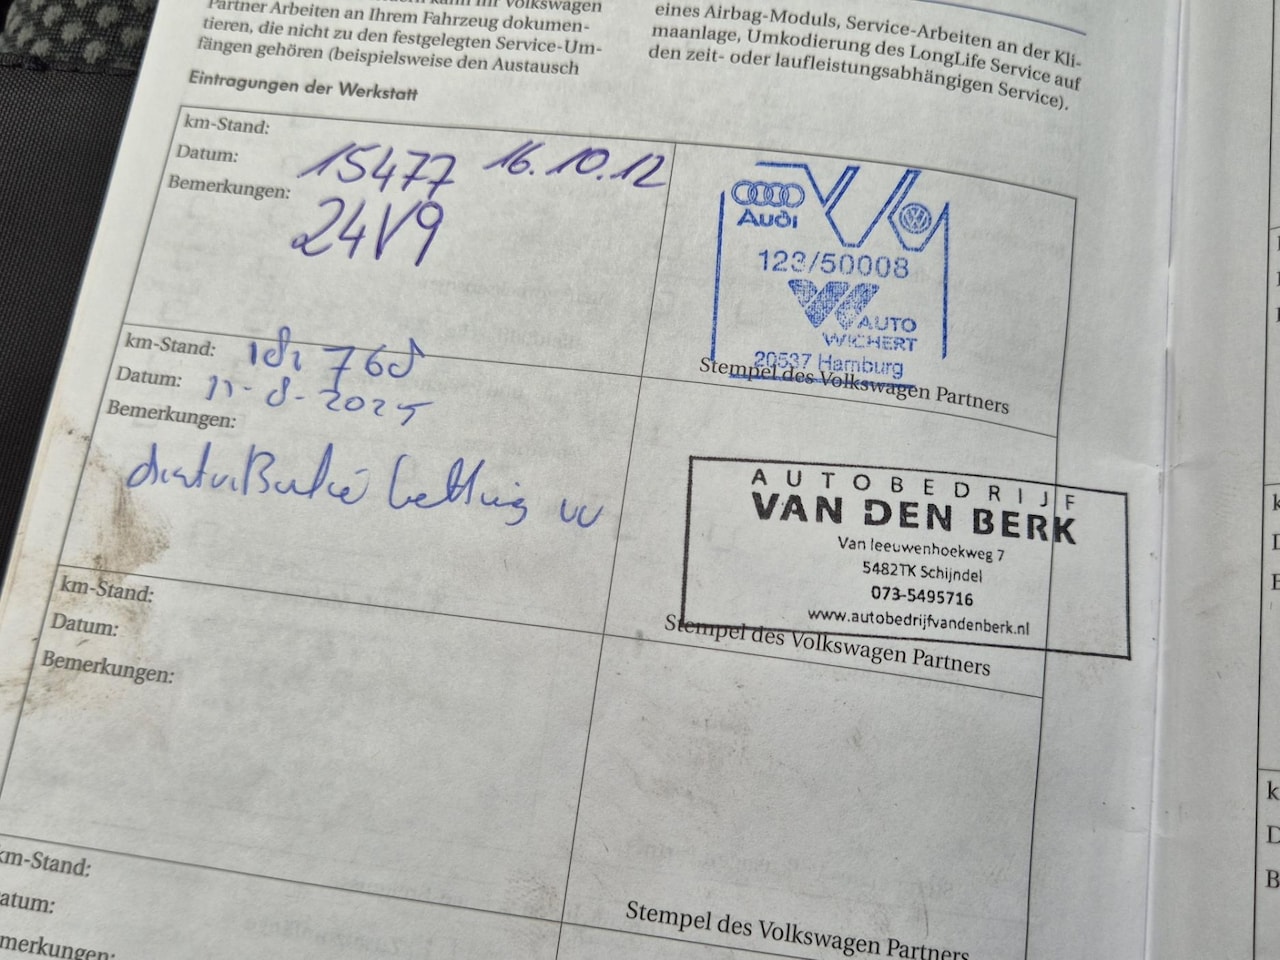 Partner Arbeiten an Ihrem Fahrzeug dokumen-
tieren, die nicht zu den festgelegten Service-Um-
fängen gehören (beispielsweise den Austausch
eines Airbag-Moduls, Service-Arbeiten an der Kli-
maanlage, Umkodierung des LongLife Service auf
den zeit- oder laufleistungsabhängigen Service).
Eintragungen der Werkstatt
km-Stand:
Datum: 15477 16.10.12
Bemerkungen: 24V9
Audi
123/50008
AUTO
WICHERT
20537 Hamburg
Stempel des Volkswagen Partners
km-Stand:
Datum: 11-8-2025
Bemerkungen:
AUTOBEDRIJF
VAN DEN BERK
Van leeuwenhoekweg 7
5482TK Schijndel
073-5495716
www.autobedrijfvandenberk.nl
Stempel des Volkswagen Partners
km-Stand:
Datum:
Bemerkungen:
Stempel des Volkswagen Partners
km-Stand: